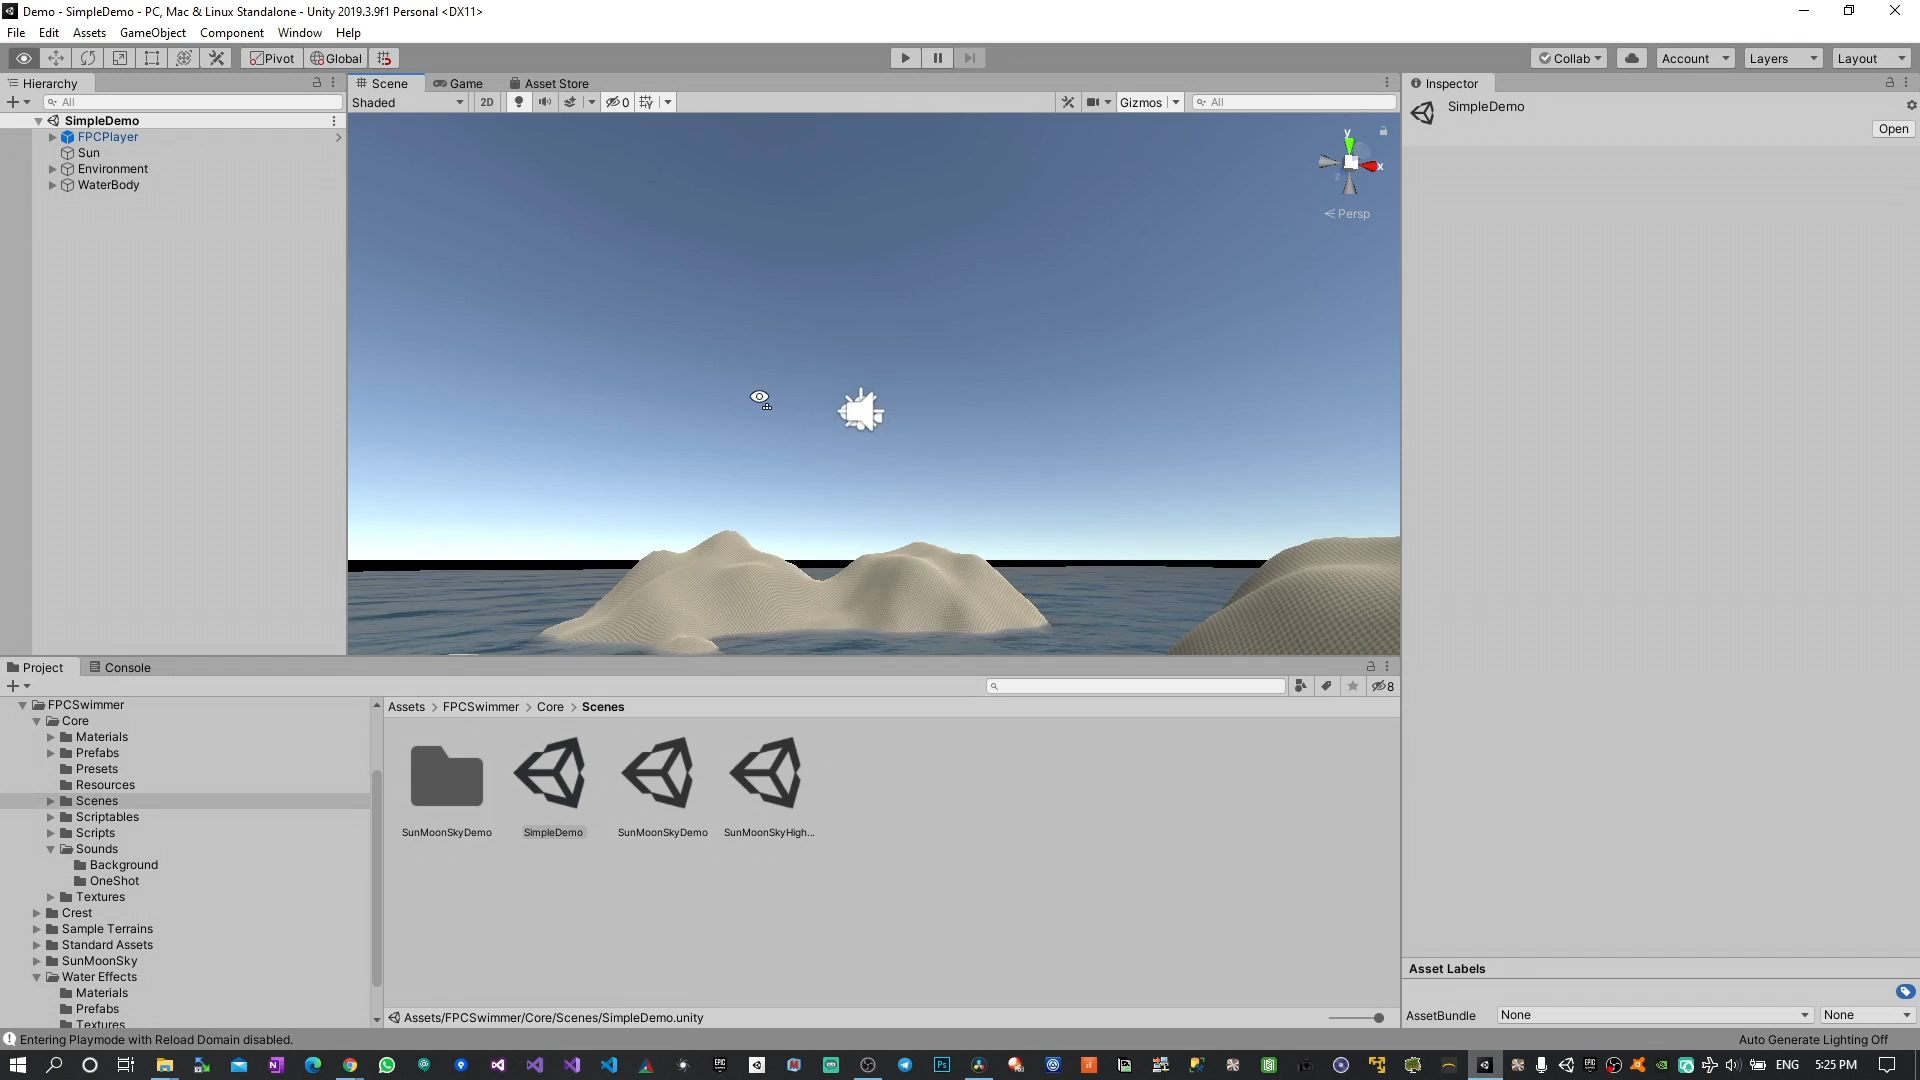 Demo - SimpleDemo - PC, Mac & Linux Standalone - Unity 2019.3.9f1 Personal <DX11>
File Edit Assets GameObject Component Window Help
Pivot Global Collab Account Layers Layout
Hierarchy
All
SimpleDemo
FPCPlayer
Sun
Environment
WaterBody
Scene Game Asset Store
Shaded 2D 0 Gizmos All
y
x
z
Persp
Inspector
SimpleDemo
Open
Project Console
8
FPCSwimmer
Core
Materials
Prefabs
Presets
Resources
Scenes
Scriptables
Scripts
Sounds
Background
OneShot
Textures
Crest
Sample Terrains
Standard Assets
SunMoonSky
Water Effects
Materials
Prefabs
Textures
Assets > FPCSwimmer > Core > Scenes
SunMoonSkyDemo SimpleDemo SunMoonSkyDemo SunMoonSkyHigh...
Assets/FPCSwimmer/Core/Scenes/SimpleDemo.unity
Asset Labels
AssetBundle None None
Entering Playmode with Reload Domain disabled.
Auto Generate Lighting Off
ENG 5:25 PM